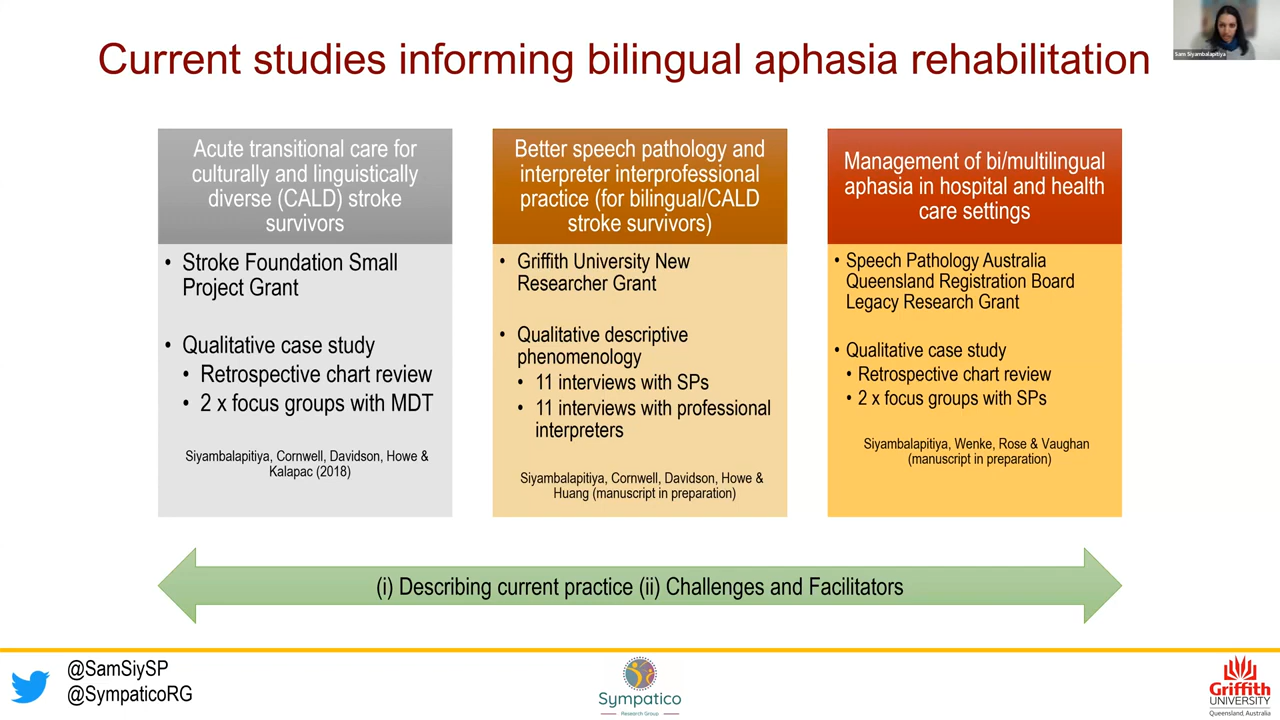 Current studies informing bilingual aphasia rehabilitation
Sam Siyambalapitiya
Acute transitional care for
culturally and linguistically
diverse (CALD) stroke
survivors
• Stroke Foundation Small
Project Grant
• Qualitative case study
• Retrospective chart review
• 2 x focus groups with MDT
Siyambalapitiya, Cornwell, Davidson, Howe &
Kalapac (2018)
Better speech pathology and
interpreter interprofessional
practice (for bilingual/CALD
stroke survivors)
• Griffith University New
Researcher Grant
• Qualitative descriptive
phenomenology
• 11 interviews with SPs
• 11 interviews with professional
interpreters
Siyambalapitiya, Cornwell, Davidson, Howe &
Huang (manuscript in preparation)
Management of bi/multilingual
aphasia in hospital and health
care settings
• Speech Pathology Australia
Queensland Registration Board
Legacy Research Grant
• Qualitative case study
• Retrospective chart review
• 2 x focus groups with SPs
Siyambalapitiya, Wenke, Rose & Vaughan
(manuscript in preparation)
(i) Describing current practice (ii) Challenges and Facilitators
@SamSiySP
@SympaticoRG
Sympatico
Research Group
Griffith
UNIVERSITY
Queensland, Australia